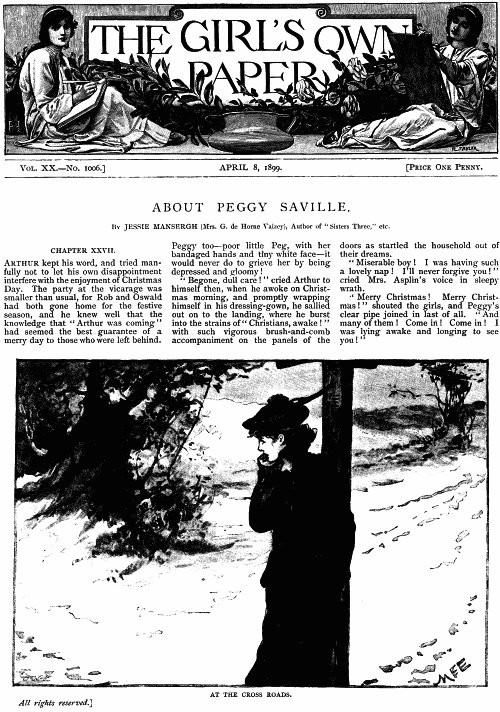 THE GIRL'S OWN
PAPER
VOL. XX.—NO. 1006.] APRIL 8, 1899. [PRICE ONE PENNY.
ABOUT PEGGY SAVILLE.
BY JESSIE MANSERGH (Mrs. G. de Horne Vaizey), Author of "Sisters Three," etc.
CHAPTER XXVII.
ARTHUR kept his word, and tried man-
fully not to let his own disappointment
interfere with the enjoyment of Christmas
Day. The party at the vicarage was
smaller than usual, for Rob and Oswald
had both gone home for the festive
season, and he knew well that the
knowledge that "Arthur was coming"
had seemed the best guarantee of a
merry day to those who were left behind.
Peggy too—poor little Peg, with her
bandaged hands and tiny white face—it
would never do to grieve her by being
depressed and gloomy!
"Begone, dull care!" cried Arthur to
himself then, when he awoke on Christ-
mas morning, and promptly wrapping
himself in his dressing-gown, he sallied
out on to the landing, where he burst
into the strains of "Christians, awake!"
with such vigorous brush-and-comb
accompaniment on the panels of the
doors as startled the household out of
their dreams.
"Miserable boy! I was having such
a lovely nap! I'll never forgive you!"
cried Mrs. Asplin's voice in sleepy
wrath.
"Merry Christmas! Merry Christ-
mas!" shouted the girls, and Peggy's
clear pipe joined in last of all. "And
many of them! Come in! Come in! I
was lying awake and longing to see
you!"
MFE
AT THE CROSS ROADS.
All rights reserved.]